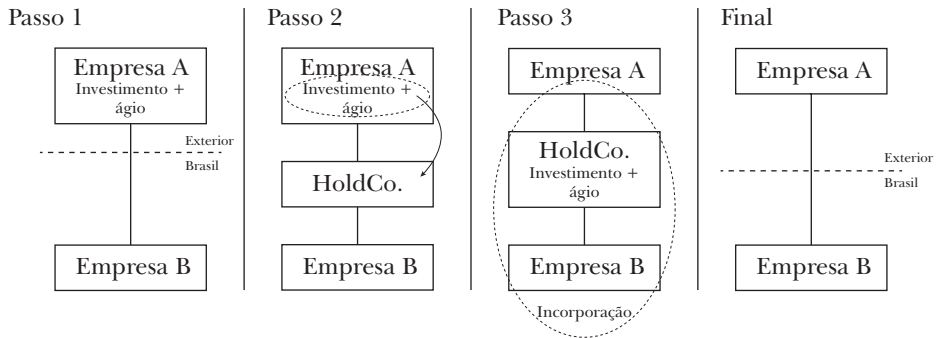 Passo 1
Empresa A
Investimento +
ágio
Exterior
Brasil
Empresa B
Passo 2
Empresa A
Investimento +
ágio
HoldCo.
Empresa B
Passo 3
Empresa A
HoldCo.
Investimento +
ágio
Empresa B
Incorporação
Final
Empresa A
Exterior
Brasil
Empresa B